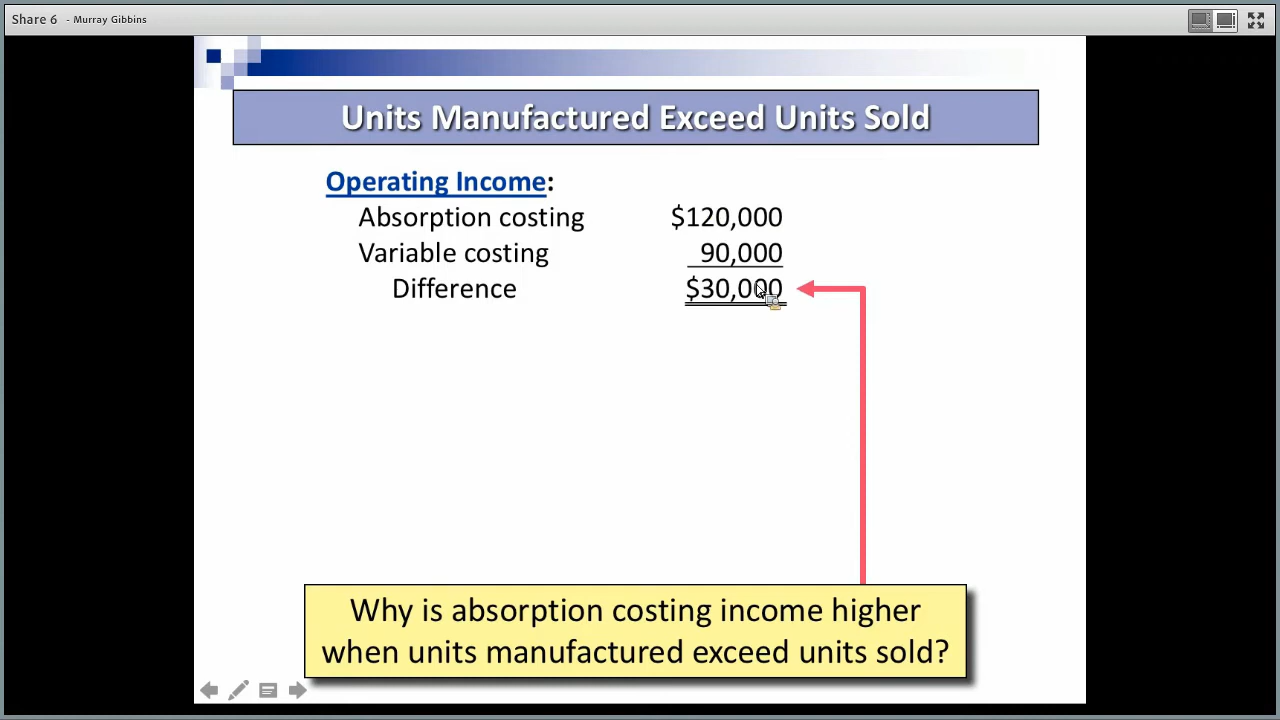 Share 6 - Murray Gibbins
Units Manufactured Exceed Units Sold
Operating Income:
Absorption costing $120,000
Variable costing 90,000
Difference $30,000
Why is absorption costing income higher
when units manufactured exceed units sold?